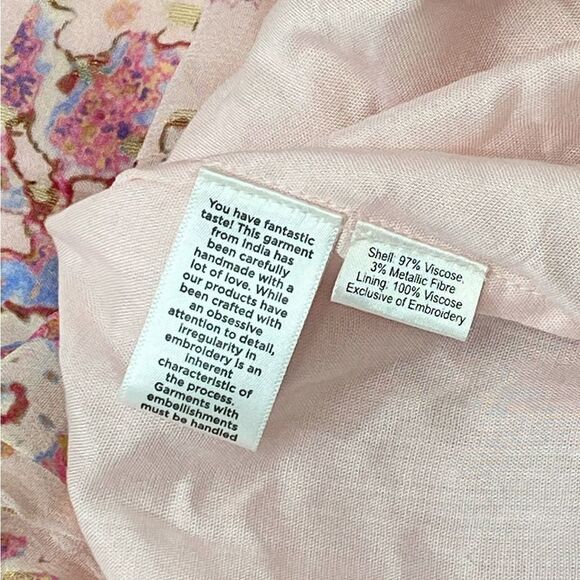 You have fantastic
taste! This garment
from India has
been carefully
handmade with a
lot of love. While
our products have
been crafted with
an obsessive
attention to detail,
irregularity in
embroidery is an
inherent
characteristic of
the process.
Garments with
embellishments
must be handled
Shell: 97% Viscose.
3% Metallic Fibre
Lining: 100% Viscose
Exclusive of Embroidery